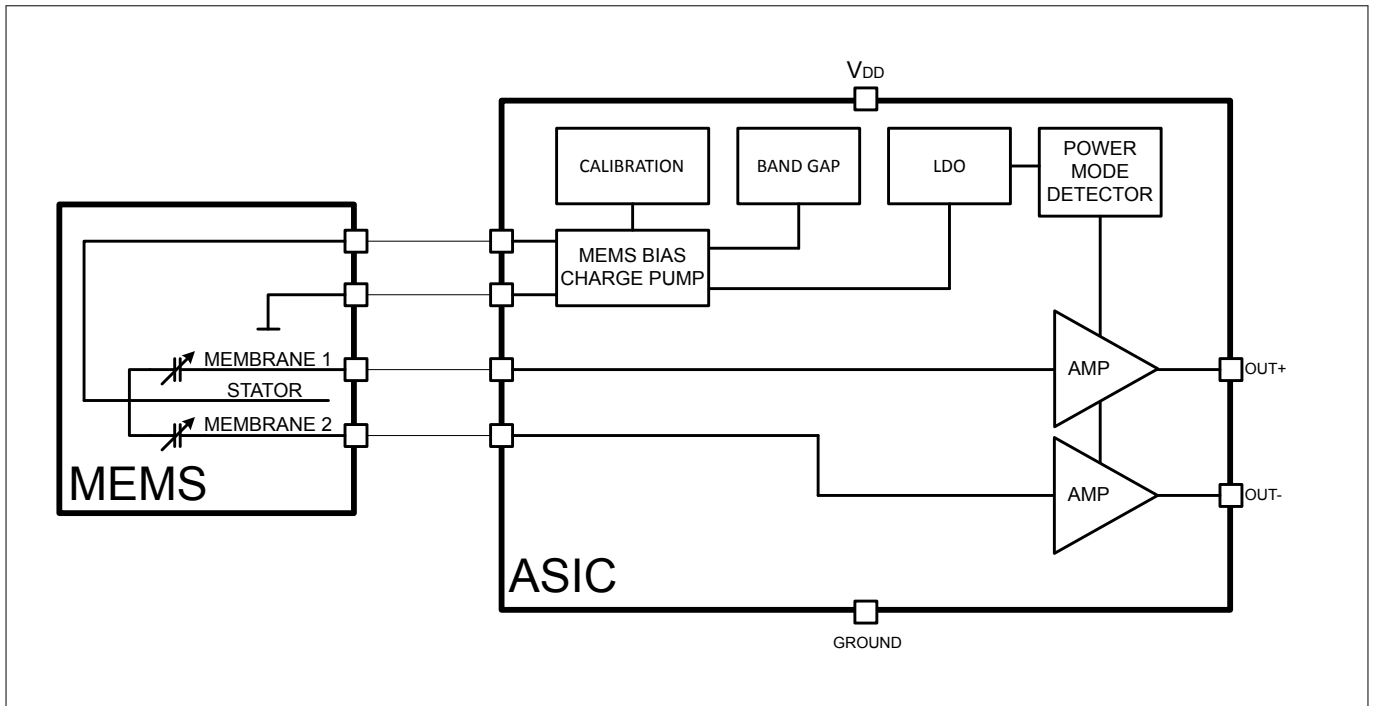 VDD
CALIBRATION
BAND GAP
LDO
POWER
MODE
DETECTOR
MEMS BIAS
CHARGE PUMP
MEMBRANE 1
STATOR
MEMBRANE 2
MEMS
AMP
OUT+
AMP
OUT-
ASIC
GROUND